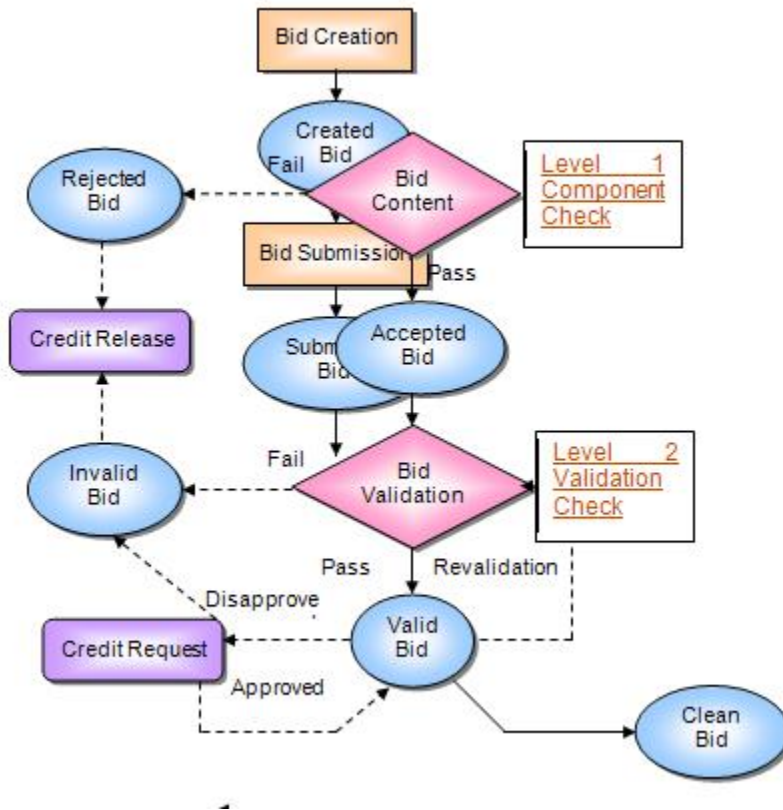 Bid Creation
Created
Bid
Fail
Rejected
Bid
Bid
Content
Level 1
Component
Check
Bid Submission
Pass
Credit Release
Bid
Accepted
Bid
Fail
Invalid
Bid
Bid
Validation
Level 2
Validation
Check
Pass
Revalidation
Disapprove
Valid
Bid
Credit Request
Approved
Clean
Bid